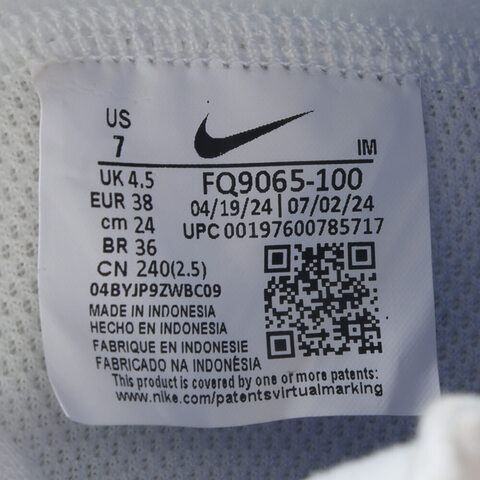 US
7
IM
UK 4.5
FQ9065-100
EUR 38
04/19/24 | 07/02/24
cm 24
UPC 00197600785717
BR 36
CN 240(2.5)
04BYJP9ZWBC09
MADE IN INDONESIA
HECHO EN INDONESIA
FABRIQUE EN INDONESIE
FABRICADO NA INDONESIA
This product is covered by one or more patents:
www.nike.com/patentsvirtualmarking